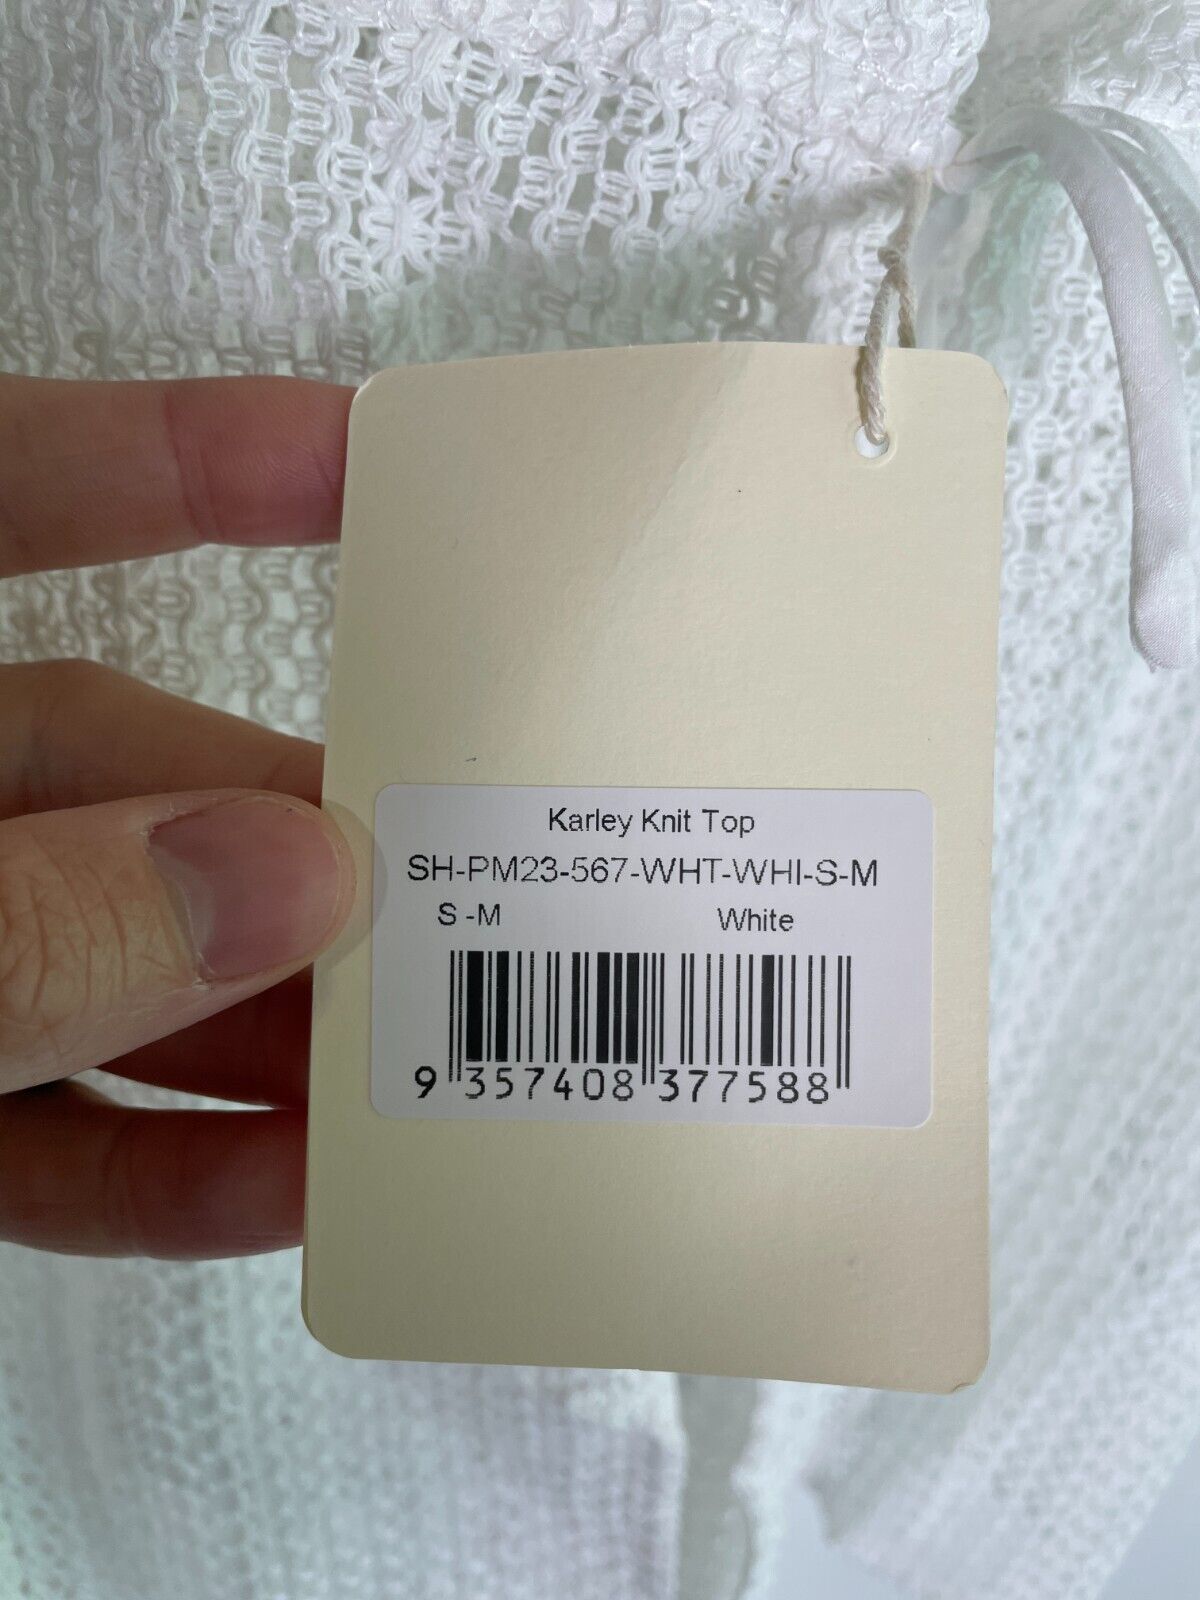 Karley Knit Top
SH-PM23-567-WHT-WHI-S-M
S -M White
9 357408 377588